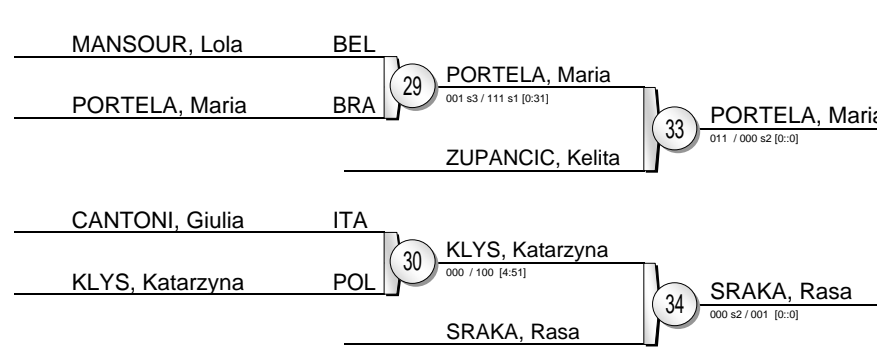 MANSOUR, Lola BEL
29
PORTELA, Maria
001 s3 / 111 s1 [0:31]
PORTELA, Maria BRA
33
PORTELA, Maria
011 / 000 s2 [0::0]
ZUPANCIC, Kelita
CANTONI, Giulia ITA
30
KLYS, Katarzyna
000 / 100 [4:51]
KLYS, Katarzyna POL
34
SRAKA, Rasa
000 s2 / 001 [0::0]
SRAKA, Rasa